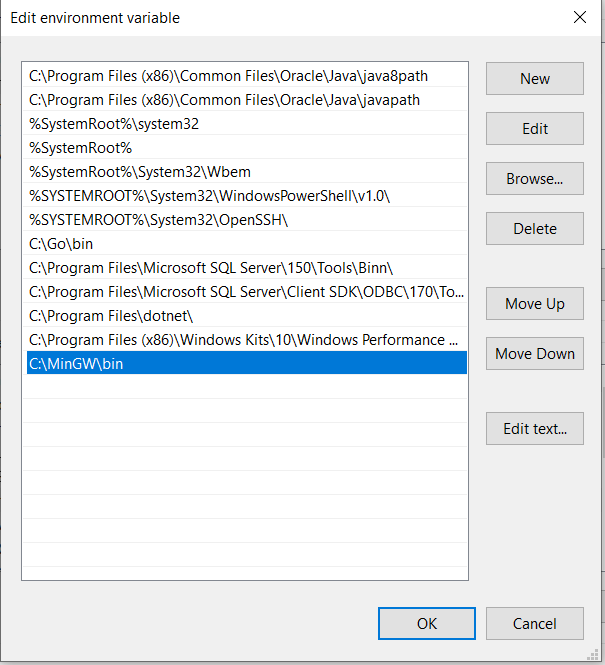 Edit environment variable
C:\Program Files (x86)\Common Files\Oracle\Java\java8path
C:\Program Files (x86)\Common Files\Oracle\Java\javapath
%SystemRoot%\system32
%SystemRoot%
%SystemRoot%\System32\Wbem
%SYSTEMROOT%\System32\WindowsPowerShell\v1.0\
%SYSTEMROOT%\System32\OpenSSH\
C:\Go\bin
C:\Program Files\Microsoft SQL Server\150\Tools\Binn\
C:\Program Files\Microsoft SQL Server\Client SDK\ODBC\170\To...
C:\Program Files\dotnet\
C:\Program Files (x86)\Windows Kits\10\Windows Performance ...
C:\MinGW\bin
New
Edit
Browse...
Delete
Move Up
Move Down
Edit text...
OK
Cancel